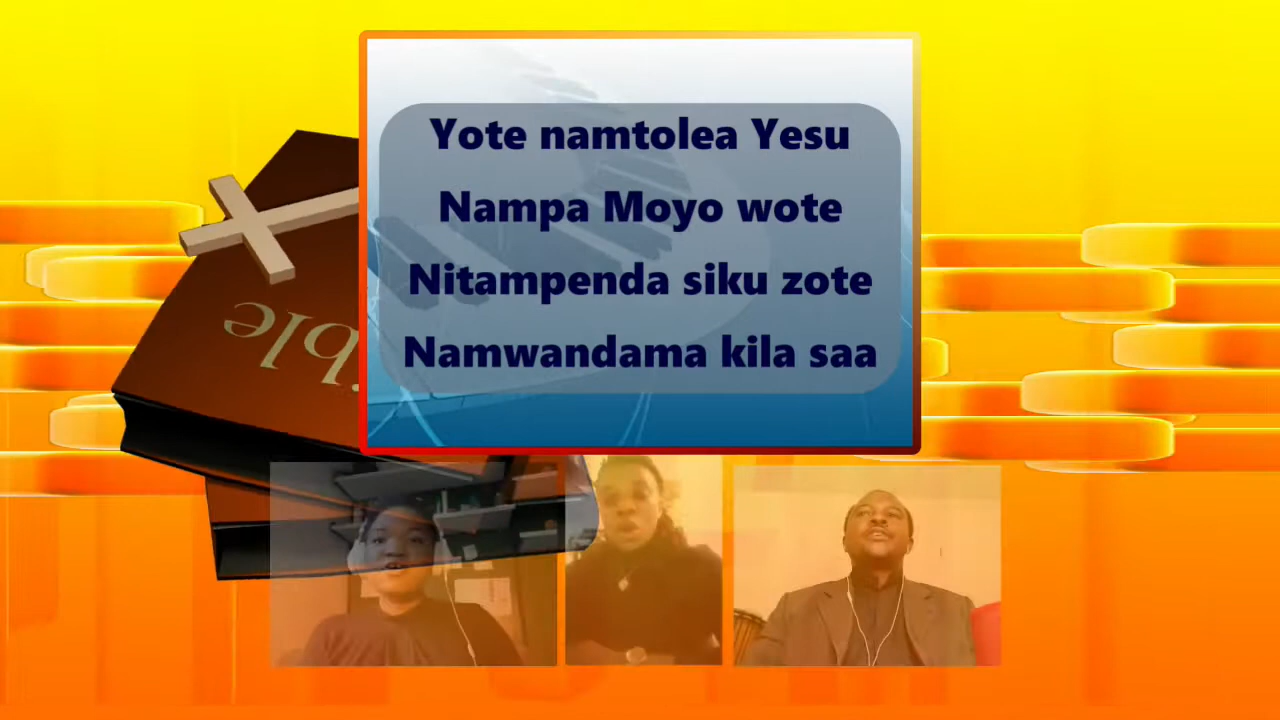 Yote namtolea Yesu
Nampa Moyo wote
Nitampenda siku zote
Namwandama kila saa